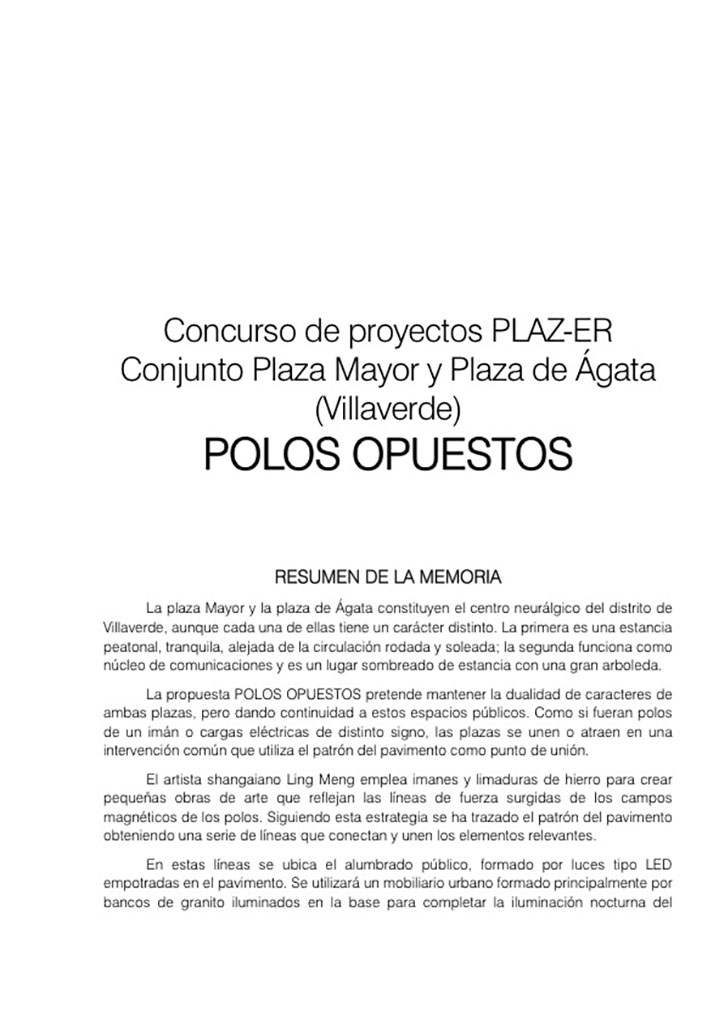 Concurso de proyectos PLAZ-ER
Conjunto Plaza Mayor y Plaza de Ágata
(Villaverde)
POLOS OPUESTOS
RESUMEN DE LA MEMORIA
La plaza Mayor y la plaza de Ágata constituyen el centro neurálgico del distrito de
Villaverde, aunque cada una de ellas tiene un carácter distinto. La primera es una estancia
peatonal, tranquila, alejada de la circulación rodada y soleada; la segunda funciona como
núcleo de comunicaciones y es un lugar sombreado de estancia con una gran arboleda.
La propuesta POLOS OPUESTOS pretende mantener la dualidad de caracteres de
ambas plazas, pero dando continuidad a estos espacios públicos. Como si fueran polos
de un imán o cargas eléctricas de distinto signo, las plazas se unen o atraen en una
intervención común que utiliza el patrón del pavimento como punto de unión.
El artista shangaiano Ling Meng emplea imanes y limaduras de hierro para crear
pequeñas obras de arte que reflejan las líneas de fuerza surgidas de los campos
magnéticos de los polos. Siguiendo esta estrategia se ha trazado el patrón del pavimento
obteniendo una serie de líneas que conectan y unen los elementos relevantes.
En estas líneas se ubica el alumbrado público, formado por luces tipo LED
empotradas en el pavimento. Se utilizará un mobiliario urbano formado principalmente por
bancos de granito iluminados en la base para completar la iluminación nocturna del